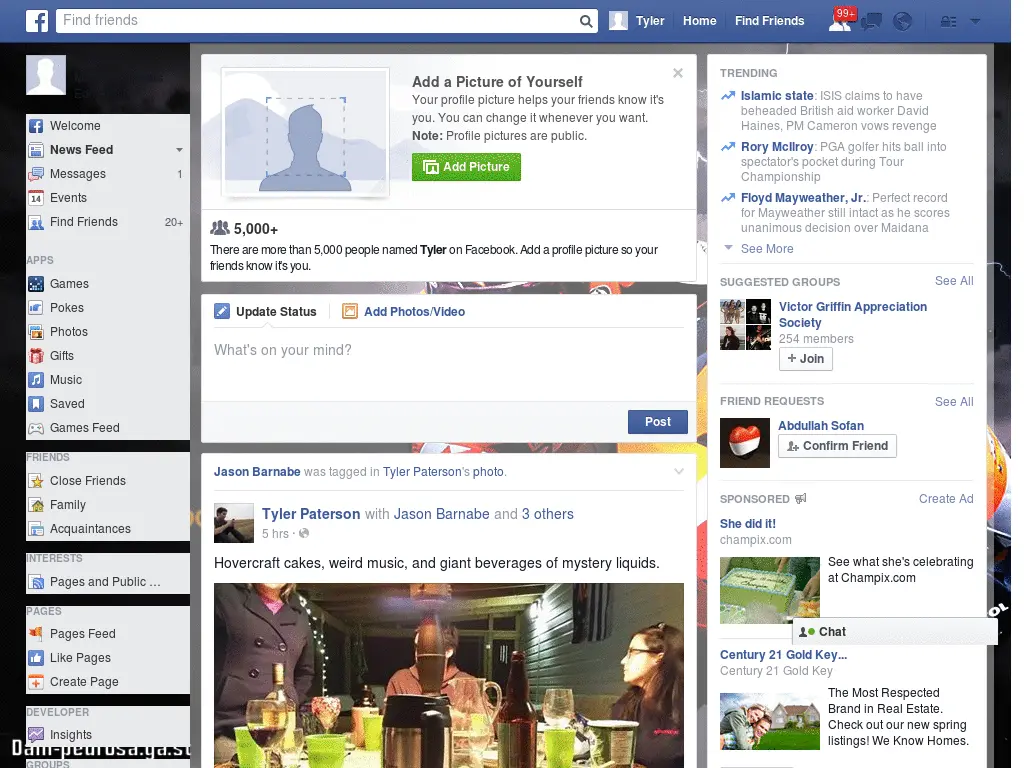 Find friends
Tyler
Home
Find Friends
99+
Welcome
News Feed
Messages 1
Events
Find Friends 20+
APPS
Games
Pokes
Photos
Gifts
Music
Saved
Games Feed
FRIENDS
Close Friends
Family
Acquaintances
INTERESTS
Pages and Public ...
PAGES
Pages Feed
Like Pages
Create Page
DEVELOPER
Insights
GROUPS
Add a Picture of Yourself
Your profile picture helps your friends know it's
you. You can change it whenever you want.
Note: Profile pictures are public.
Add Picture
5,000+
There are more than 5,000 people named Tyler on Facebook. Add a profile picture so your
friends know it's you.
Update Status
Add Photos/Video
What's on your mind?
Post
Jason Barnabe was tagged in Tyler Paterson's photo.
Tyler Paterson with Jason Barnabe and 3 others
5 hrs ·
Hovercraft cakes, weird music, and giant beverages of mystery liquids.
TRENDING
Islamic state: ISIS claims to have
beheaded British aid worker David
Haines, PM Cameron vows revenge
Rory McIlroy: PGA golfer hits ball into
spectator's pocket during Tour
Championship
Floyd Mayweather, Jr.: Perfect record
for Mayweather still intact as he scores
unanimous decision over Maidana
See More
SUGGESTED GROUPS See All
Victor Griffin Appreciation
Society
254 members
+ Join
FRIEND REQUESTS See All
Abdullah Sofan
Confirm Friend
SPONSORED Create Ad
She did it!
champix.com
See what she's celebrating
at Champix.com
Chat
Century 21 Gold Key...
Century 21 Gold Key
The Most Respected
Brand in Real Estate.
Check out our new spring
listings! We Know Homes.